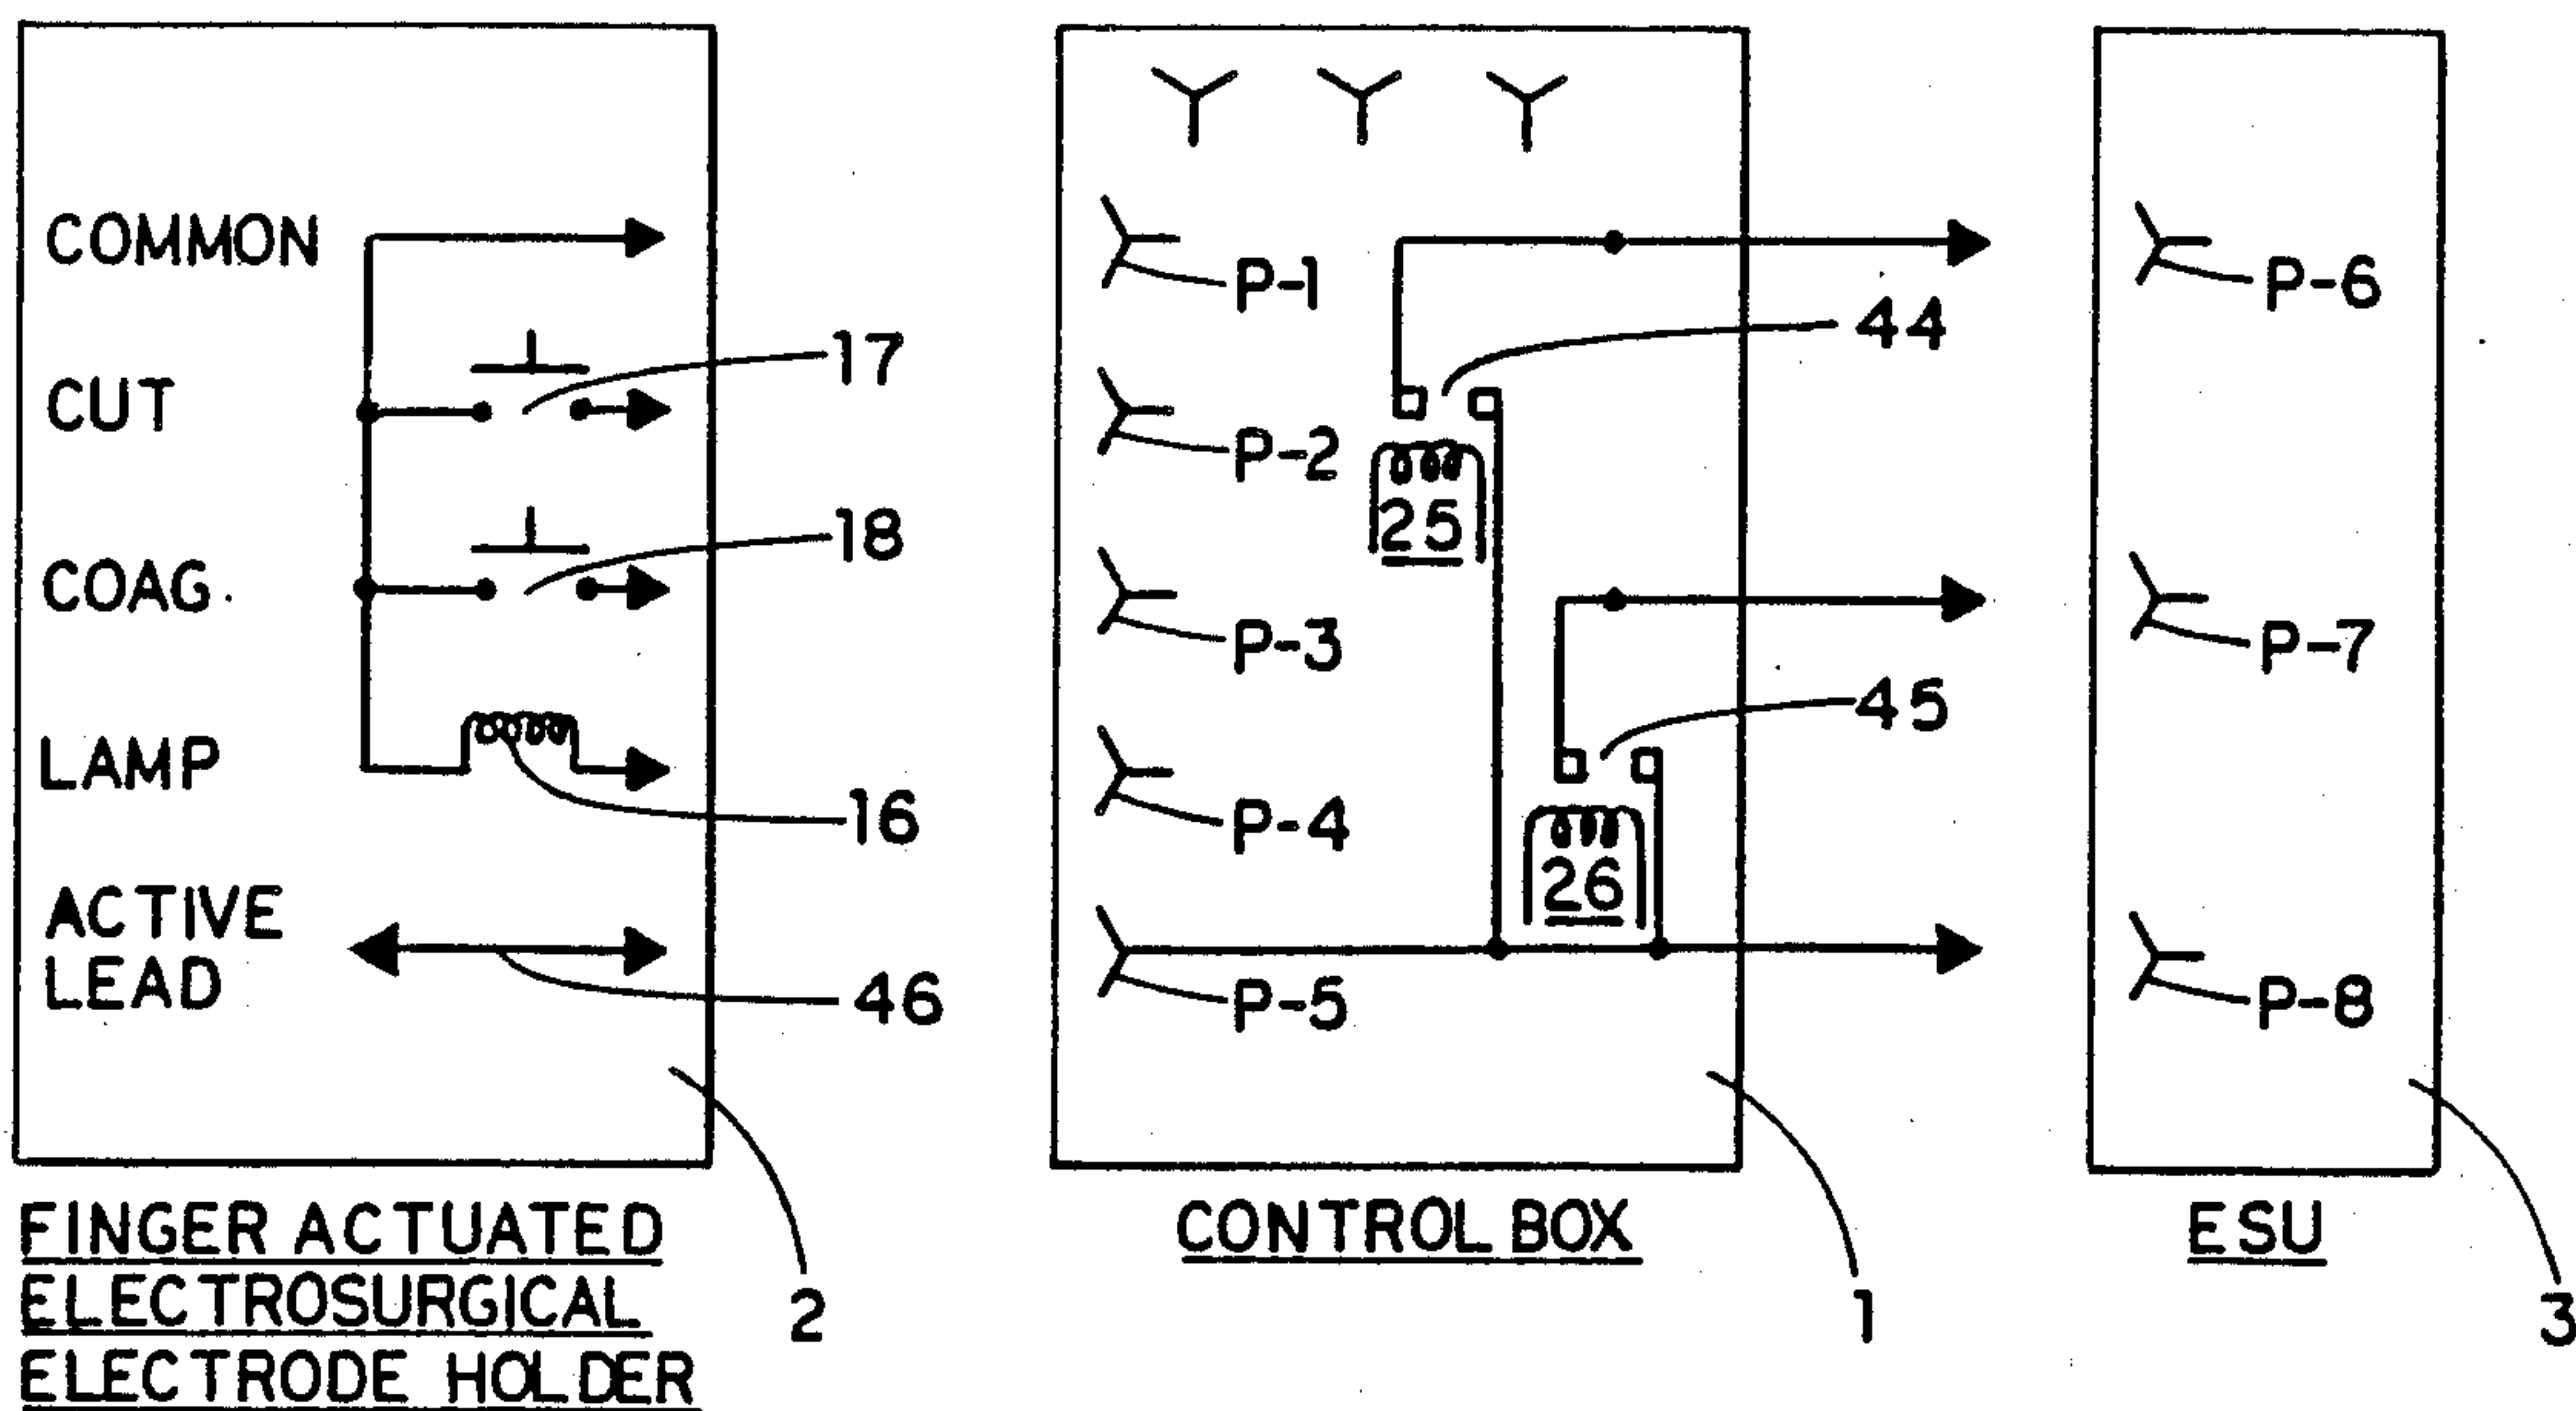 COMMON
CUT
COAG.
LAMP
ACTIVE
LEAD
17
18
16
46
2
FINGER ACTUATED
ELECTROSURGICAL
ELECTRODE HOLDER
P-1
P-2
P-3
P-4
P-5
25
26
44
45
1
CONTROL BOX
P-6
P-7
P-8
3
ESU